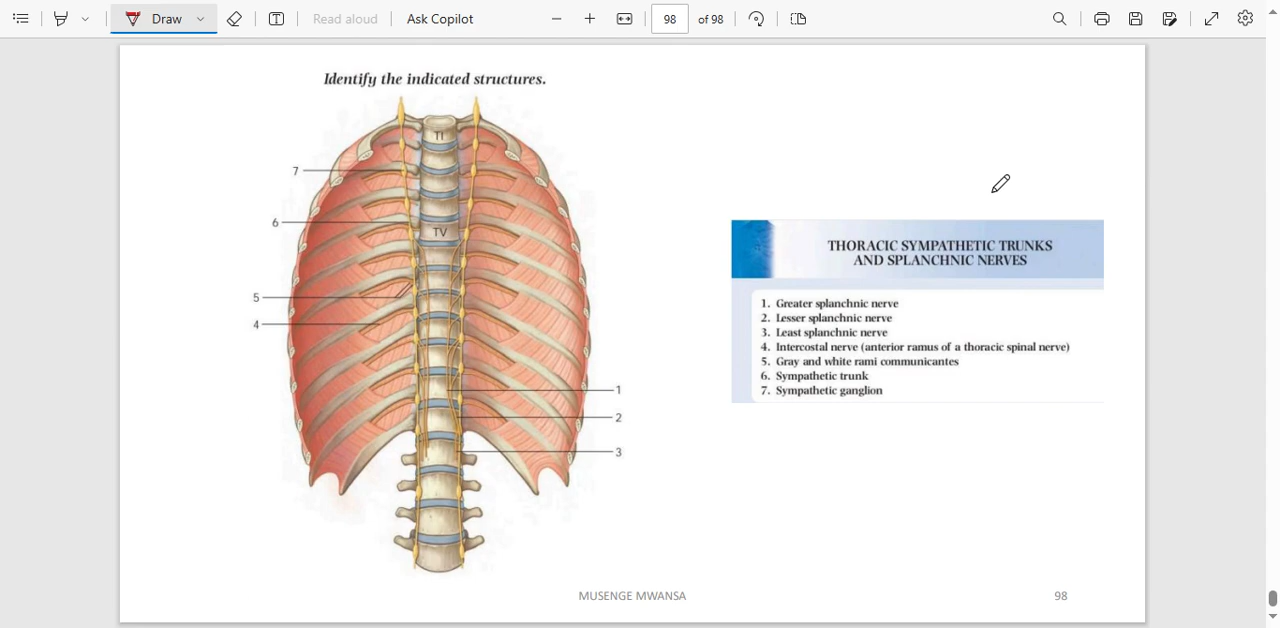 Draw
Read aloud
Ask Copilot
98
of 98
Identify the indicated structures.
TI
7
6
TV
5
4
1
2
3
THORACIC SYMPATHETIC TRUNKS
AND SPLANCHNIC NERVES
1. Greater splanchnic nerve
2. Lesser splanchnic nerve
3. Least splanchnic nerve
4. Intercostal nerve (anterior ramus of a thoracic spinal nerve)
5. Gray and white rami communicantes
6. Sympathetic trunk
7. Sympathetic ganglion
MUSENGE MWANSA
98